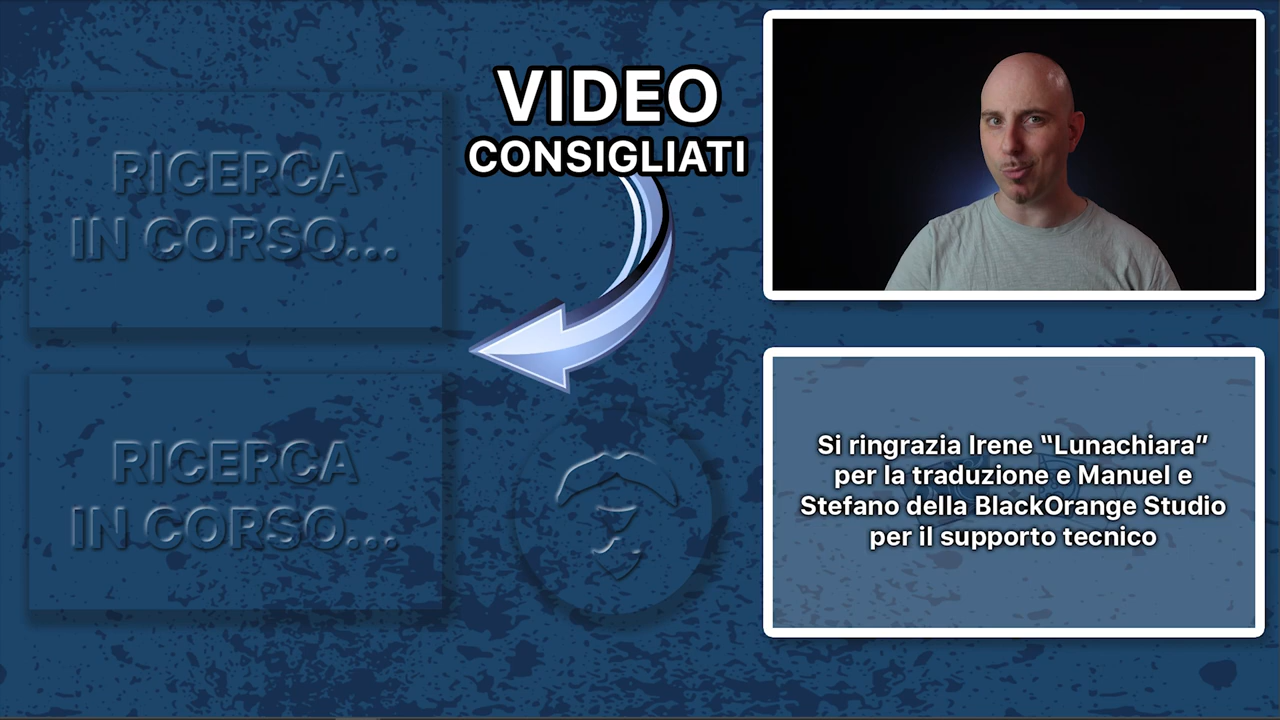 VIDEO
CONSIGLIATI
RICERCA
IN CORSO...
RICERCA
IN CORSO...
Si ringrazia Irene “Lunachiara”
per la traduzione e Manuel e
Stefano della BlackOrange Studio
per il supporto tecnico